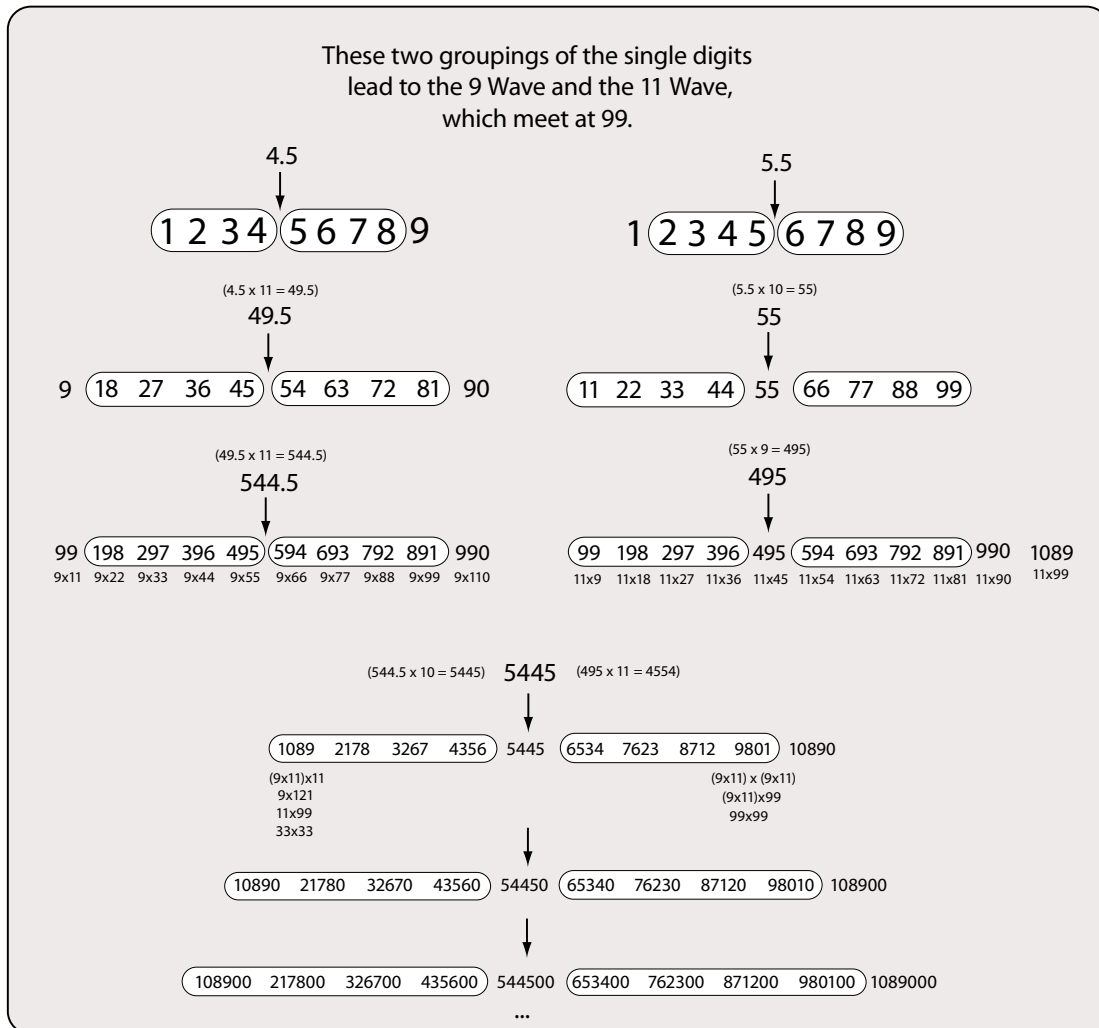 These two groupings of the single digits
lead to the 9 Wave and the 11 Wave,
which meet at 99.
4.5
1 2 3 4 5 6 7 8 9
(4.5 x 11 = 49.5)
49.5
9 18 27 36 45 54 63 72 81 90
(49.5 x 11 = 544.5)
544.5
99 198 297 396 495 594 693 792 891 990
9x11 9x22 9x33 9x44 9x55 9x66 9x77 9x88 9x99 9x110
5.5
1 2 3 4 5 6 7 8 9
(5.5 x 10 = 55)
55
11 22 33 44 55 66 77 88 99
(55 x 9 = 495)
495
99 198 297 396 495 594 693 792 891 990 1089
11x9 11x18 11x27 11x36 11x45 11x54 11x63 11x72 11x81 11x90 11x99
(544.5 x 10 = 5445) 5445 (495 x 11 = 4554)
1089 2178 3267 4356 5445 6534 7623 8712 9801 10890
(9x11)x11
9x121
11x99
33x33
(9x11) x (9x11)
(9x11)x99
99x99
10890 21780 32670 43560 54450 65340 76230 87120 98010 108900
108900 217800 326700 435600 544500 653400 762300 871200 980100 1089000
...